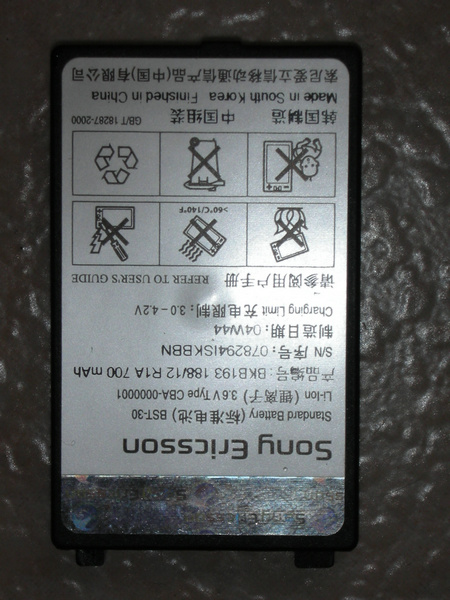 Sony Ericsson
Standard Battery (标准电池) BST-30
Li-Ion (锂离子) 3.6V Type CBA-0000001
产品编号: BKB193 188/12 R1A 700 mAh
S/N 序号: 078294ISKBBN
制造日期: 04W44
Charging Limit 充电限制: 3.0 – 4.2V
请参阅用户手册 REFER TO USER'S GUIDE
>60°C/140°F
韩国制造 中国组装 GB/T 18287-2000
Made in South Korea Finished in China
索尼爱立信移动通信产品(中国)有限公司